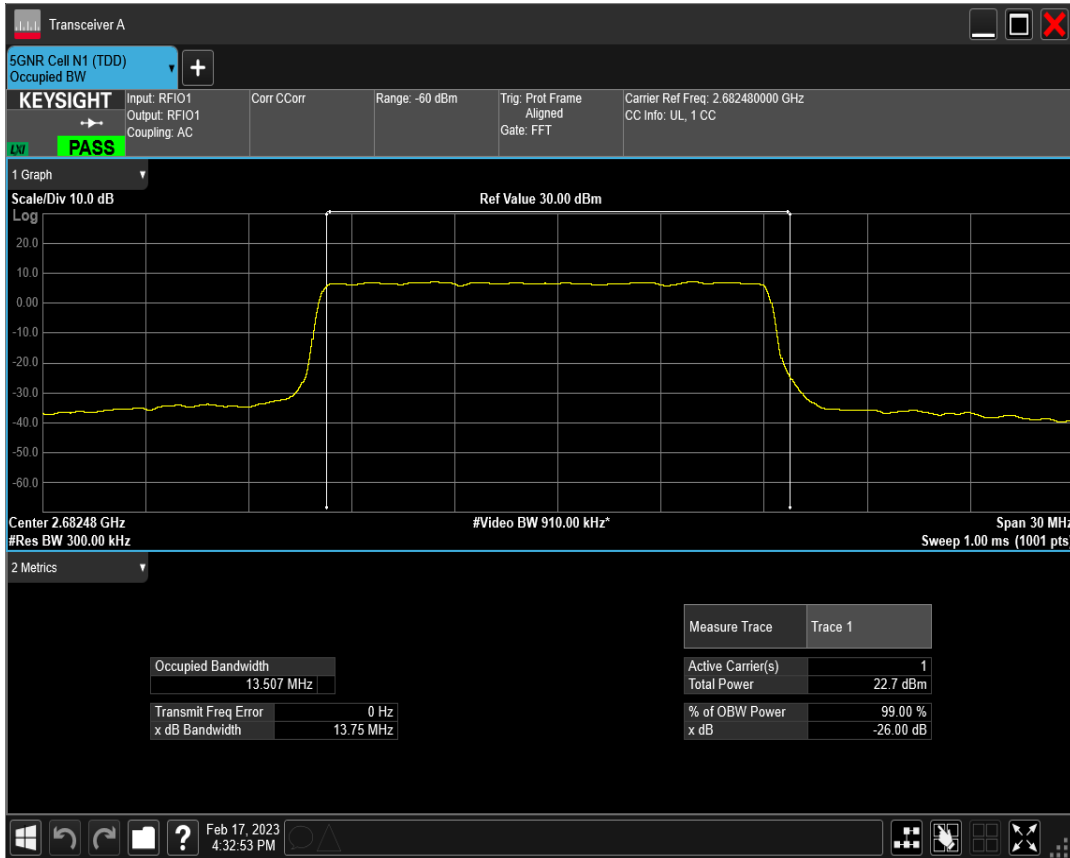 Transceiver A
5GNR Cell N1 (TDD)
Occupied BW
KEYSIGHT
LXI
PASS
Input: RFIO1
Output: RFIO1
Coupling: AC
Corr CCorr
Range: -60 dBm
Trig: Prot Frame
Aligned
Gate: FFT
Carrier Ref Freq: 2.682480000 GHz
CC Info: UL, 1 CC
1 Graph
Scale/Div 10.0 dB
Ref Value 30.00 dBm
Log
20.0
10.0
0.00
-10.0
-20.0
-30.0
-40.0
-50.0
-60.0
Center 2.68248 GHz
#Video BW 910.00 kHz*
Span 30 MHz
#Res BW 300.00 kHz
Sweep 1.00 ms (1001 pts)
2 Metrics
Measure Trace Trace 1
Occupied Bandwidth
13.507 MHz
Active Carrier(s) 1
Total Power 22.7 dBm
Transmit Freq Error 0 Hz
x dB Bandwidth 13.75 MHz
% of OBW Power 99.00 %
x dB -26.00 dB
Feb 17, 2023
4:32:53 PM